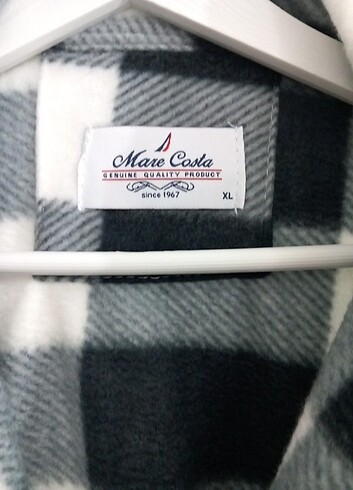 Mare Costa
GENUINE QUALITY PRODUCT
since 1967
XL